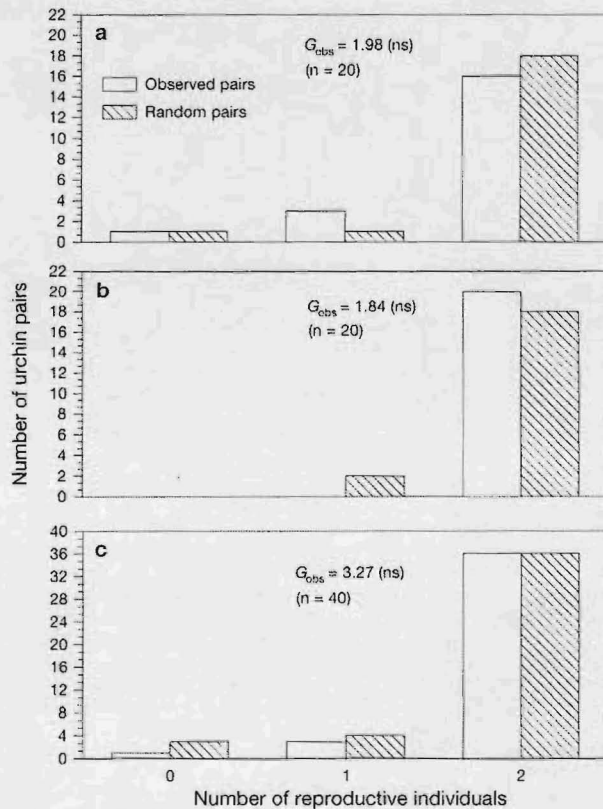 a
G_obs = 1.98 (ns)
(n = 20)
Observed pairs
Random pairs
22
20
18
16
14
12
10
8
6
4
2
0
b
G_obs = 1.84 (ns)
(n = 20)
22
20
18
16
14
12
10
8
6
4
2
0
c
G_obs = 3.27 (ns)
(n = 40)
40
36
32
28
24
20
16
12
8
4
0
Number of urchin pairs
0 1 2
Number of reproductive individuals